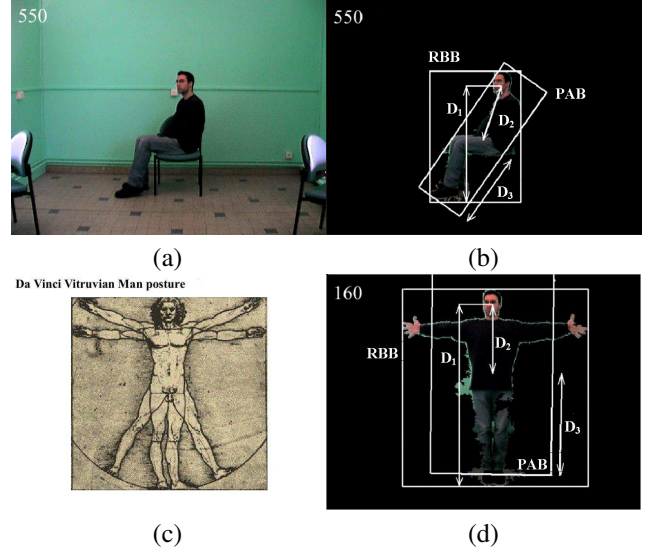 550
550
RBB
PAB
D1
D2
D3
(a)
(b)
Da Vinci Vitruvian Man posture
160
RBB
D1
D2
D3
PAB
(c)
(d)